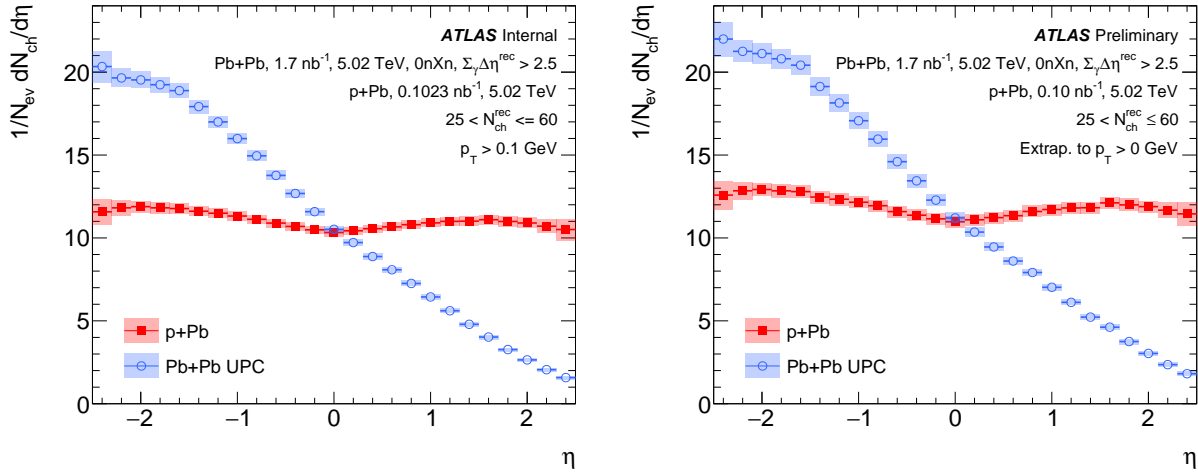 1/N_ev dN_ch/dη
ATLAS Internal
Pb+Pb, 1.7 nb⁻¹, 5.02 TeV, 0nXn, Σ_γΔη^rec > 2.5
p+Pb, 0.1023 nb⁻¹, 5.02 TeV
25 < N_ch^rec <= 60
p_T > 0.1 GeV
20
15
10
5
0
p+Pb
Pb+Pb UPC
−2 −1 0 1 2
η
1/N_ev dN_ch/dη
ATLAS Preliminary
Pb+Pb, 1.7 nb⁻¹, 5.02 TeV, 0nXn, Σ_γΔη^rec > 2.5
p+Pb, 0.10 nb⁻¹, 5.02 TeV
25 < N_ch^rec ≤ 60
Extrap. to p_T > 0 GeV
20
15
10
5
0
p+Pb
Pb+Pb UPC
−2 −1 0 1 2
η